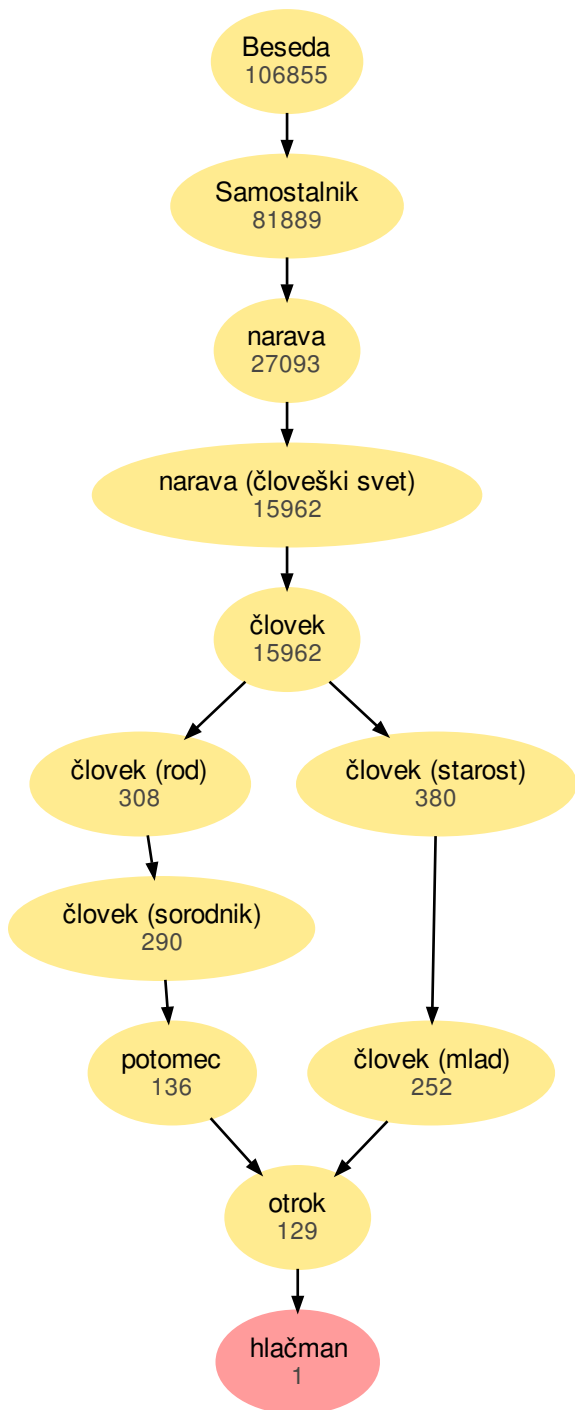 Beseda
106855
Samostalnik
81889
narava
27093
narava (človeški svet)
15962
človek
15962
človek (rod)
308
človek (starost)
380
človek (sorodnik)
290
potomec
136
človek (mlad)
252
otrok
129
hlačman
1